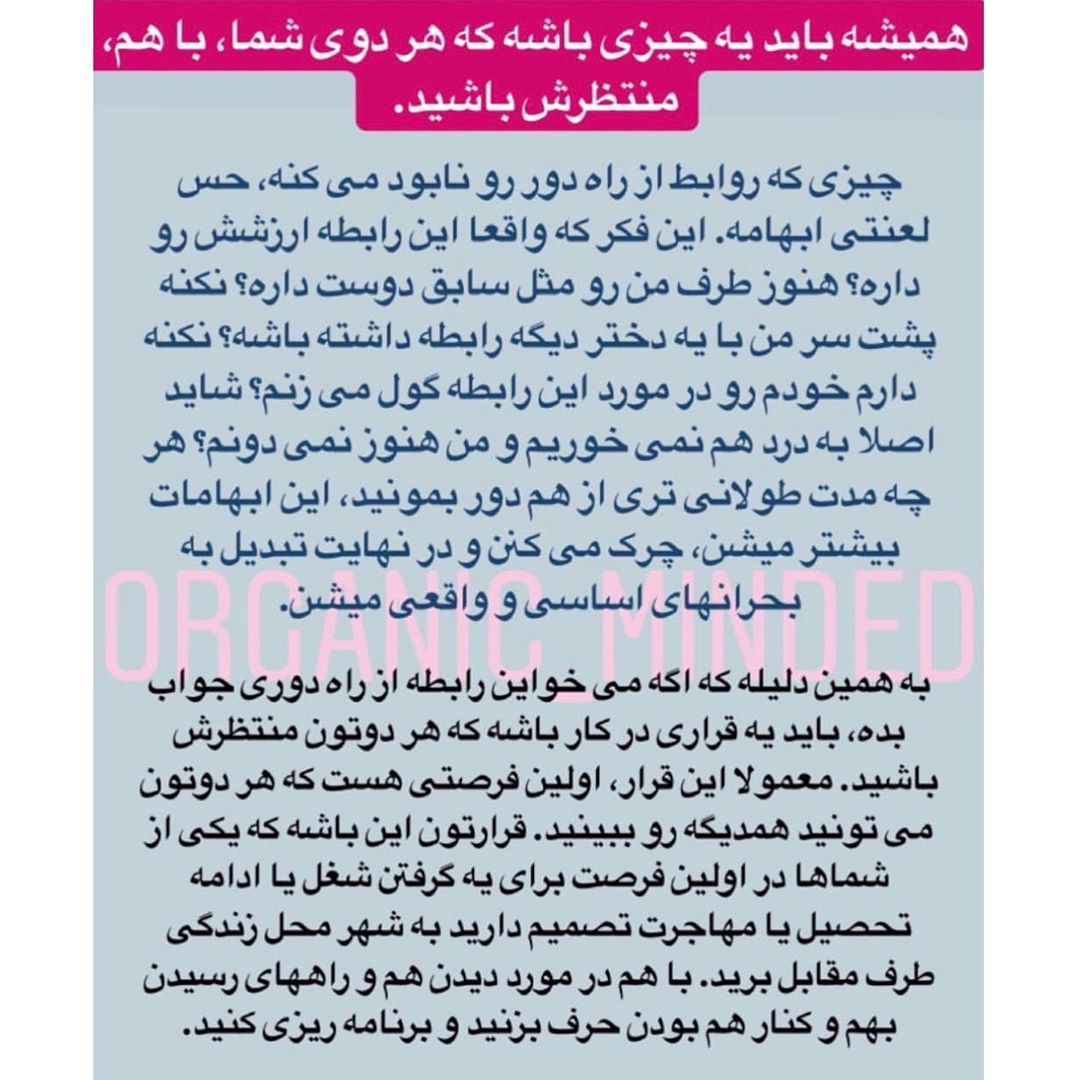 همیشه باید یه چیزی باشه که هر دوی شما، با هم،
منتظرش باشید.
چیزی که روابط از راه دور رو نابود می کنه، حس
لعنتی ابهامه. این فکر که واقعا این رابطه ارزشش رو
داره؟ هنوز طرف من رو مثل سابق دوست داره؟ نکنه
پشت سر من با یه دختر دیگه رابطه داشته باشه؟ نکنه
دارم خودم رو در مورد این رابطه گول می زنم؟ شاید
اصلا به درد هم نمی خوریم و من هنوز نمی دونم؟ هر
چه مدت طولانی تری از هم دور بمونید، این ابهامات
بیشتر میشن، چرک می کنن و در نهایت تبدیل به
بحرانهای اساسی و واقعی میشن.
ORGANIC_MINDED
به همین دلیله که اگه می خواین رابطه از راه دوری جواب
بده، باید یه قراری در کار باشه که هر دوتون منتظرش
باشید. معمولا این قرار، اولین فرصتی هست که هر دوتون
می تونید همدیگه رو ببینید. قرارتون این باشه که یکی از
شماها در اولین فرصت برای یه گرفتن شغل یا ادامه
تحصیل یا مهاجرت تصمیم دارید به شهر محل زندگی
طرف مقابل برید. با هم در مورد دیدن هم و راههای رسیدن
بهم و کنار هم بودن حرف بزنید و برنامه ریزی کنید.